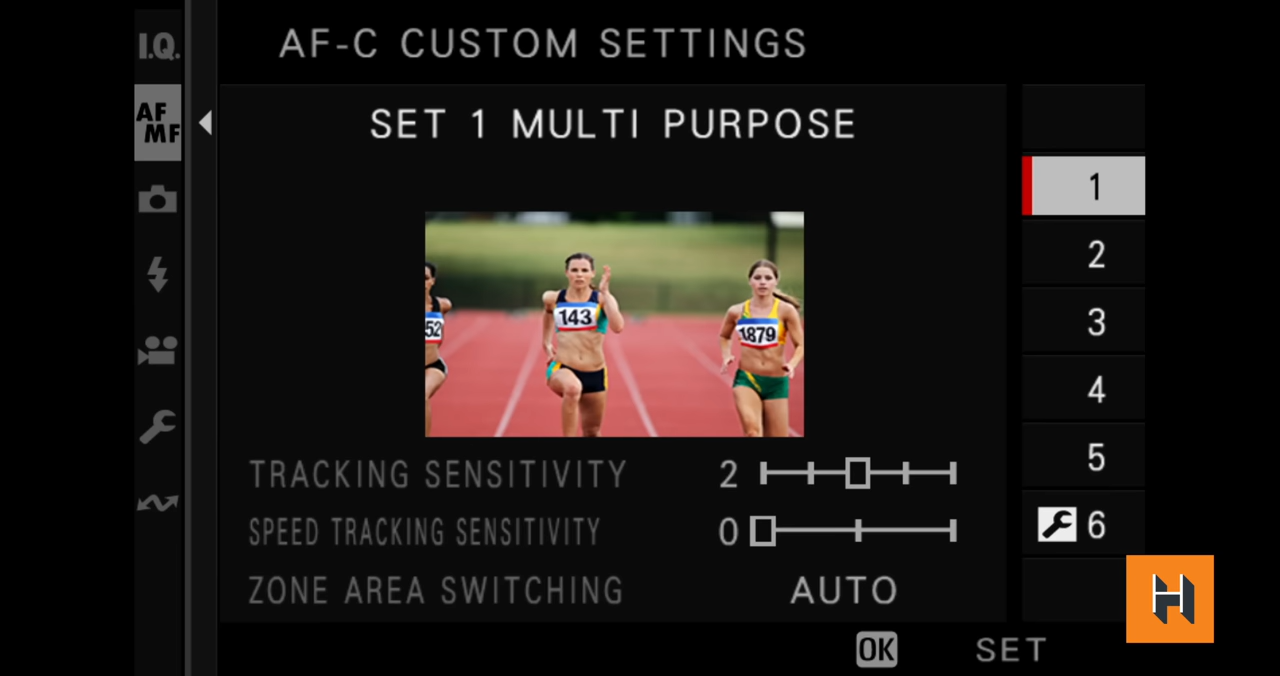 I.Q.
AF-C CUSTOM SETTINGS
AF
MF
SET 1 MULTI PURPOSE
1
2
3
4
5
6
52
143
1879
TRACKING SENSITIVITY 2
SPEED TRACKING SENSITIVITY 0
ZONE AREA SWITCHING AUTO
OK SET
H